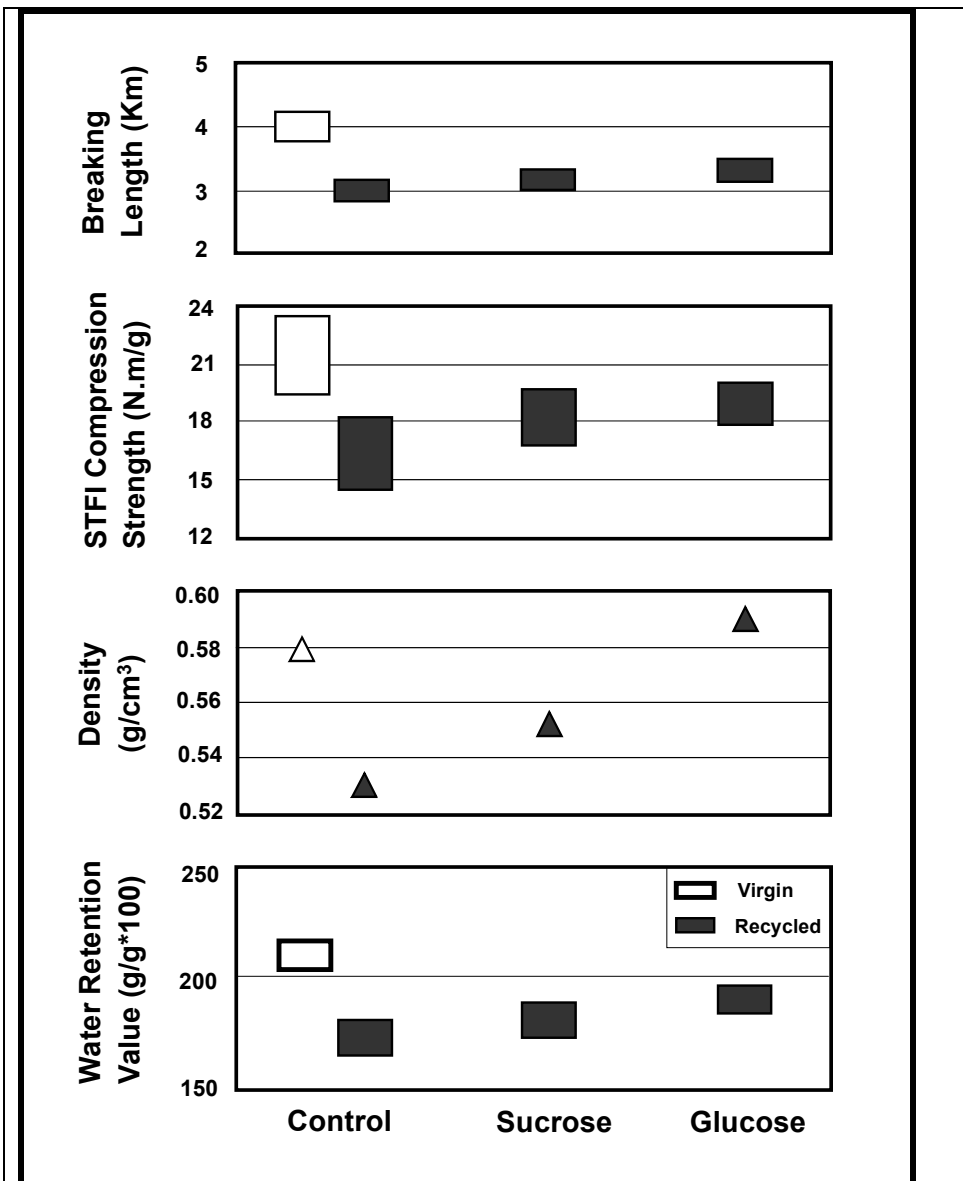 Breaking
Length (Km)
5
4
3
2
STFI Compression
Strength (N.m/g)
24
21
18
15
12
Density
(g/cm³)
0.60
0.58
0.56
0.54
0.52
Water Retention
Value (g/g*100)
250
200
150
Virgin
Recycled
Control Sucrose Glucose